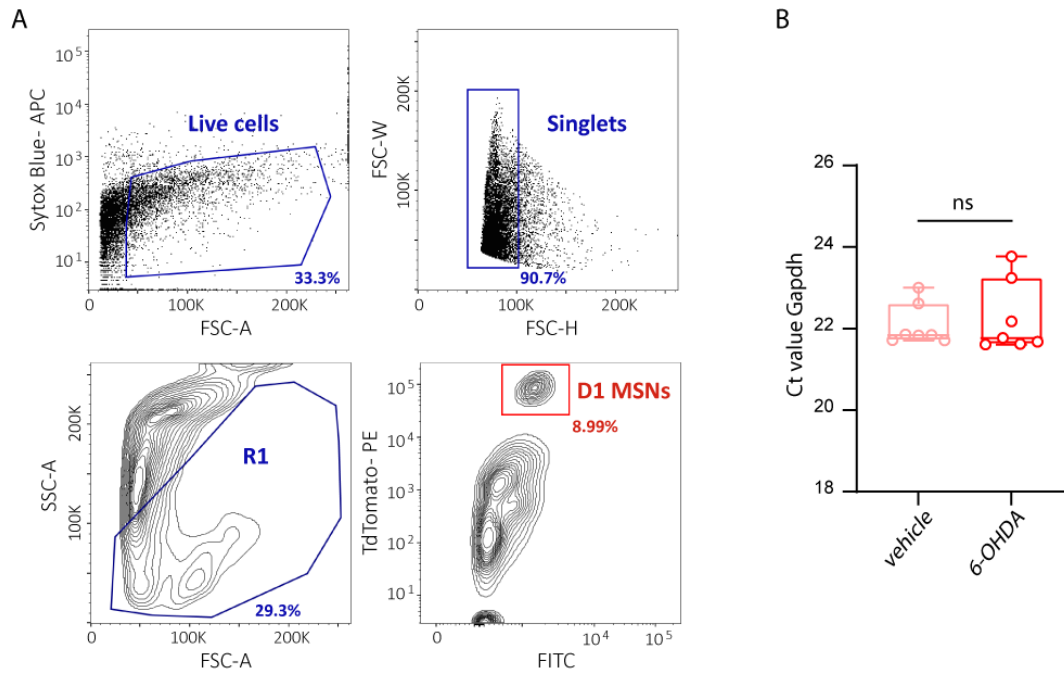 A
Sytox Blue- APC
10⁵
10⁴
10³
10²
10¹
Live cells
33.3%
0
100K
200K
FSC-A
FSC-W
200K
100K
Singlets
90.7%
0
100K
200K
FSC-H
SSC-A
200K
100K
R1
29.3%
0
100K
200K
FSC-A
TdTomato- PE
10⁵
10⁴
10³
10²
10¹
D1 MSNs
8.99%
0
10⁴
10⁵
FITC
B
Ct value Gapdh
26
24
22
20
18
ns
vehicle
6-OHDA